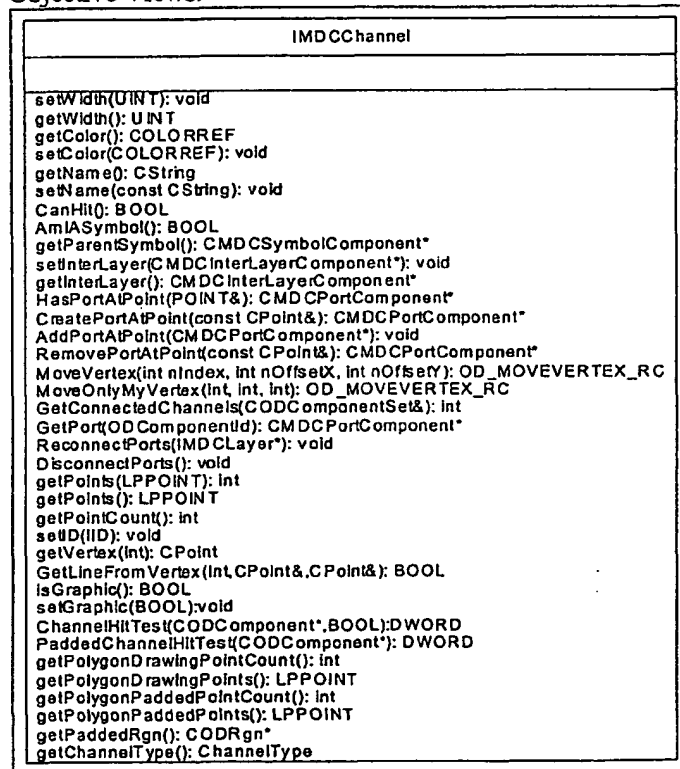 IMDCChannel
setWidth(UINT): void
getWidth(): UINT
getColor(): COLORREF
setColor(COLORREF): void
getName(): CString
setName(const CString): void
CanHit(): BOOL
AmIASymbol(): BOOL
getParentSymbol(): CMDCSymbolComponent*
setInterLayer(CMDCInterLayerComponent*): void
getInterLayer(): CMDCInterLayerComponent*
HasPortAtPoint(POINT&): CMDCPortComponent*
CreatePortAtPoint(const CPoint&): CMDCPortComponent*
AddPortAtPoint(CMDCPortComponent*): void
RemovePortAtPoint(const CPoint&): CMDCPortComponent*
MoveVertex(int nIndex, int nOffsetX, int nOffsetY): OD_MOVEVERTEX_RC
MoveOnlyMyVertex(int, int, int): OD_MOVEVERTEX_RC
GetConnectedChannels(CODComponentSet&): int
GetPort(ODComponentId): CMDCPortComponent*
ReconnectPorts(IMDCLayer*): void
DisconnectPorts(): void
getPoints(LPPOINT): int
getPoints(): LPPOINT
getPointCount(): int
setID(IID): void
getVertex(int): CPoint
GetLineFromVertex(int,CPoint&,CPoint&): BOOL
isGraphic(): BOOL
setGraphic(BOOL):void
ChannelHitTest(CODComponent*,BOOL):DWORD
PaddedChannelHitTest(CODComponent*): DWORD
getPolygonDrawingPointCount(): int
getPolygonDrawingPoints(): LPPOINT
getPolygonPaddedPointCount(): int
getPolygonPaddedPoints(): LPPOINT
getPaddedRgn(): CODRgn*
getChannelType(): ChannelType